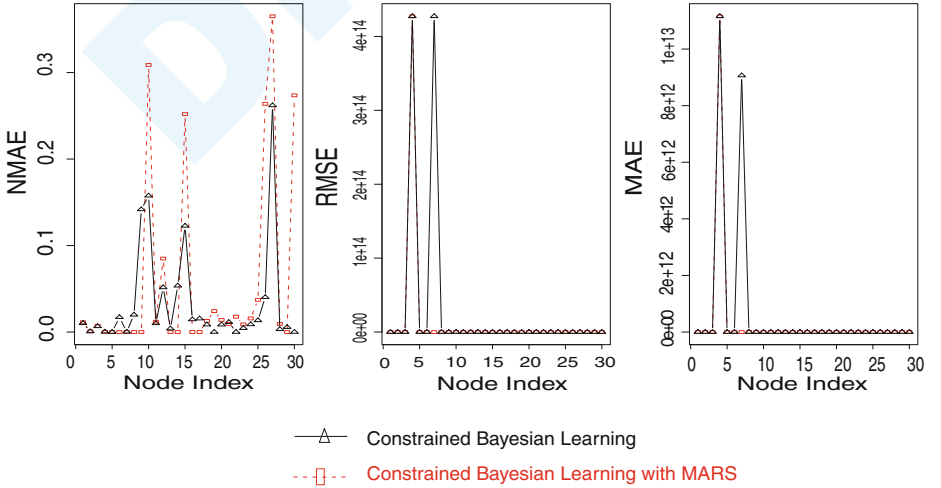 NMAE
0.0
0.1
0.2
0.3
0
5
10
15
20
25
30
Node Index
RMSE
0e+00
1e+14
2e+14
3e+14
4e+14
0
5
10
15
20
25
30
Node Index
MAE
0e+00
2e+12
4e+12
6e+12
8e+12
1e+13
0
5
10
15
20
25
30
Node Index
Constrained Bayesian Learning
Constrained Bayesian Learning with MARS